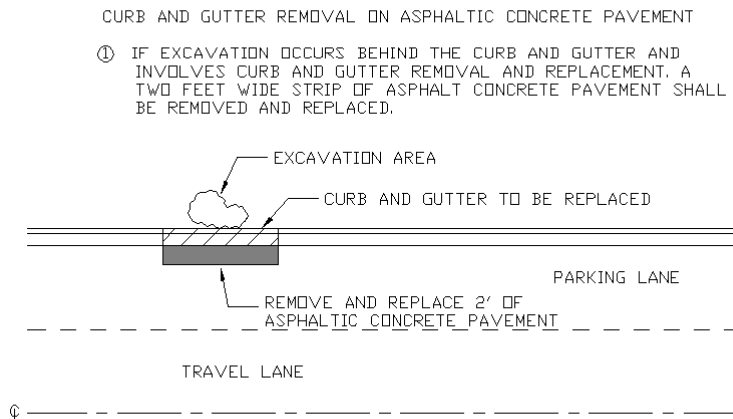 CURB AND GUTTER REMOVAL ON ASPHALTIC CONCRETE PAVEMENT
① IF EXCAVATION OCCURS BEHIND THE CURB AND GUTTER AND
INVOLVES CURB AND GUTTER REMOVAL AND REPLACEMENT. A
TWO FEET WIDE STRIP OF ASPHALT CONCRETE PAVEMENT SHALL
BE REMOVED AND REPLACED.
EXCAVATION AREA
CURB AND GUTTER TO BE REPLACED
PARKING LANE
REMOVE AND REPLACE 2' OF
ASPHALTIC CONCRETE PAVEMENT
TRAVEL LANE
℄